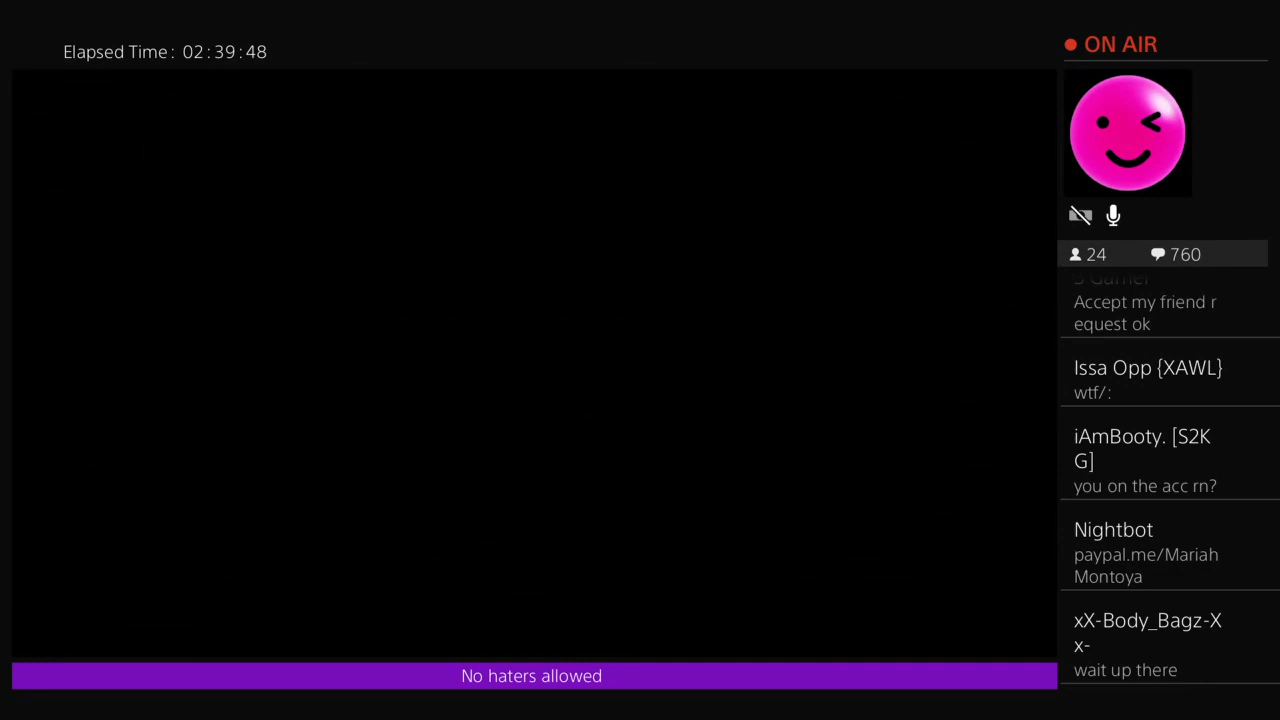 Elapsed Time: 02:39:48
ON AIR
24 760
Accept my friend r
equest ok
Issa Opp {XAWL}
wtf/:
iAmBooty. [S2K
G]
you on the acc rn?
Nightbot
paypal.me/Mariah
Montoya
xX-Body_Bagz-X
x-
wait up there
No haters allowed